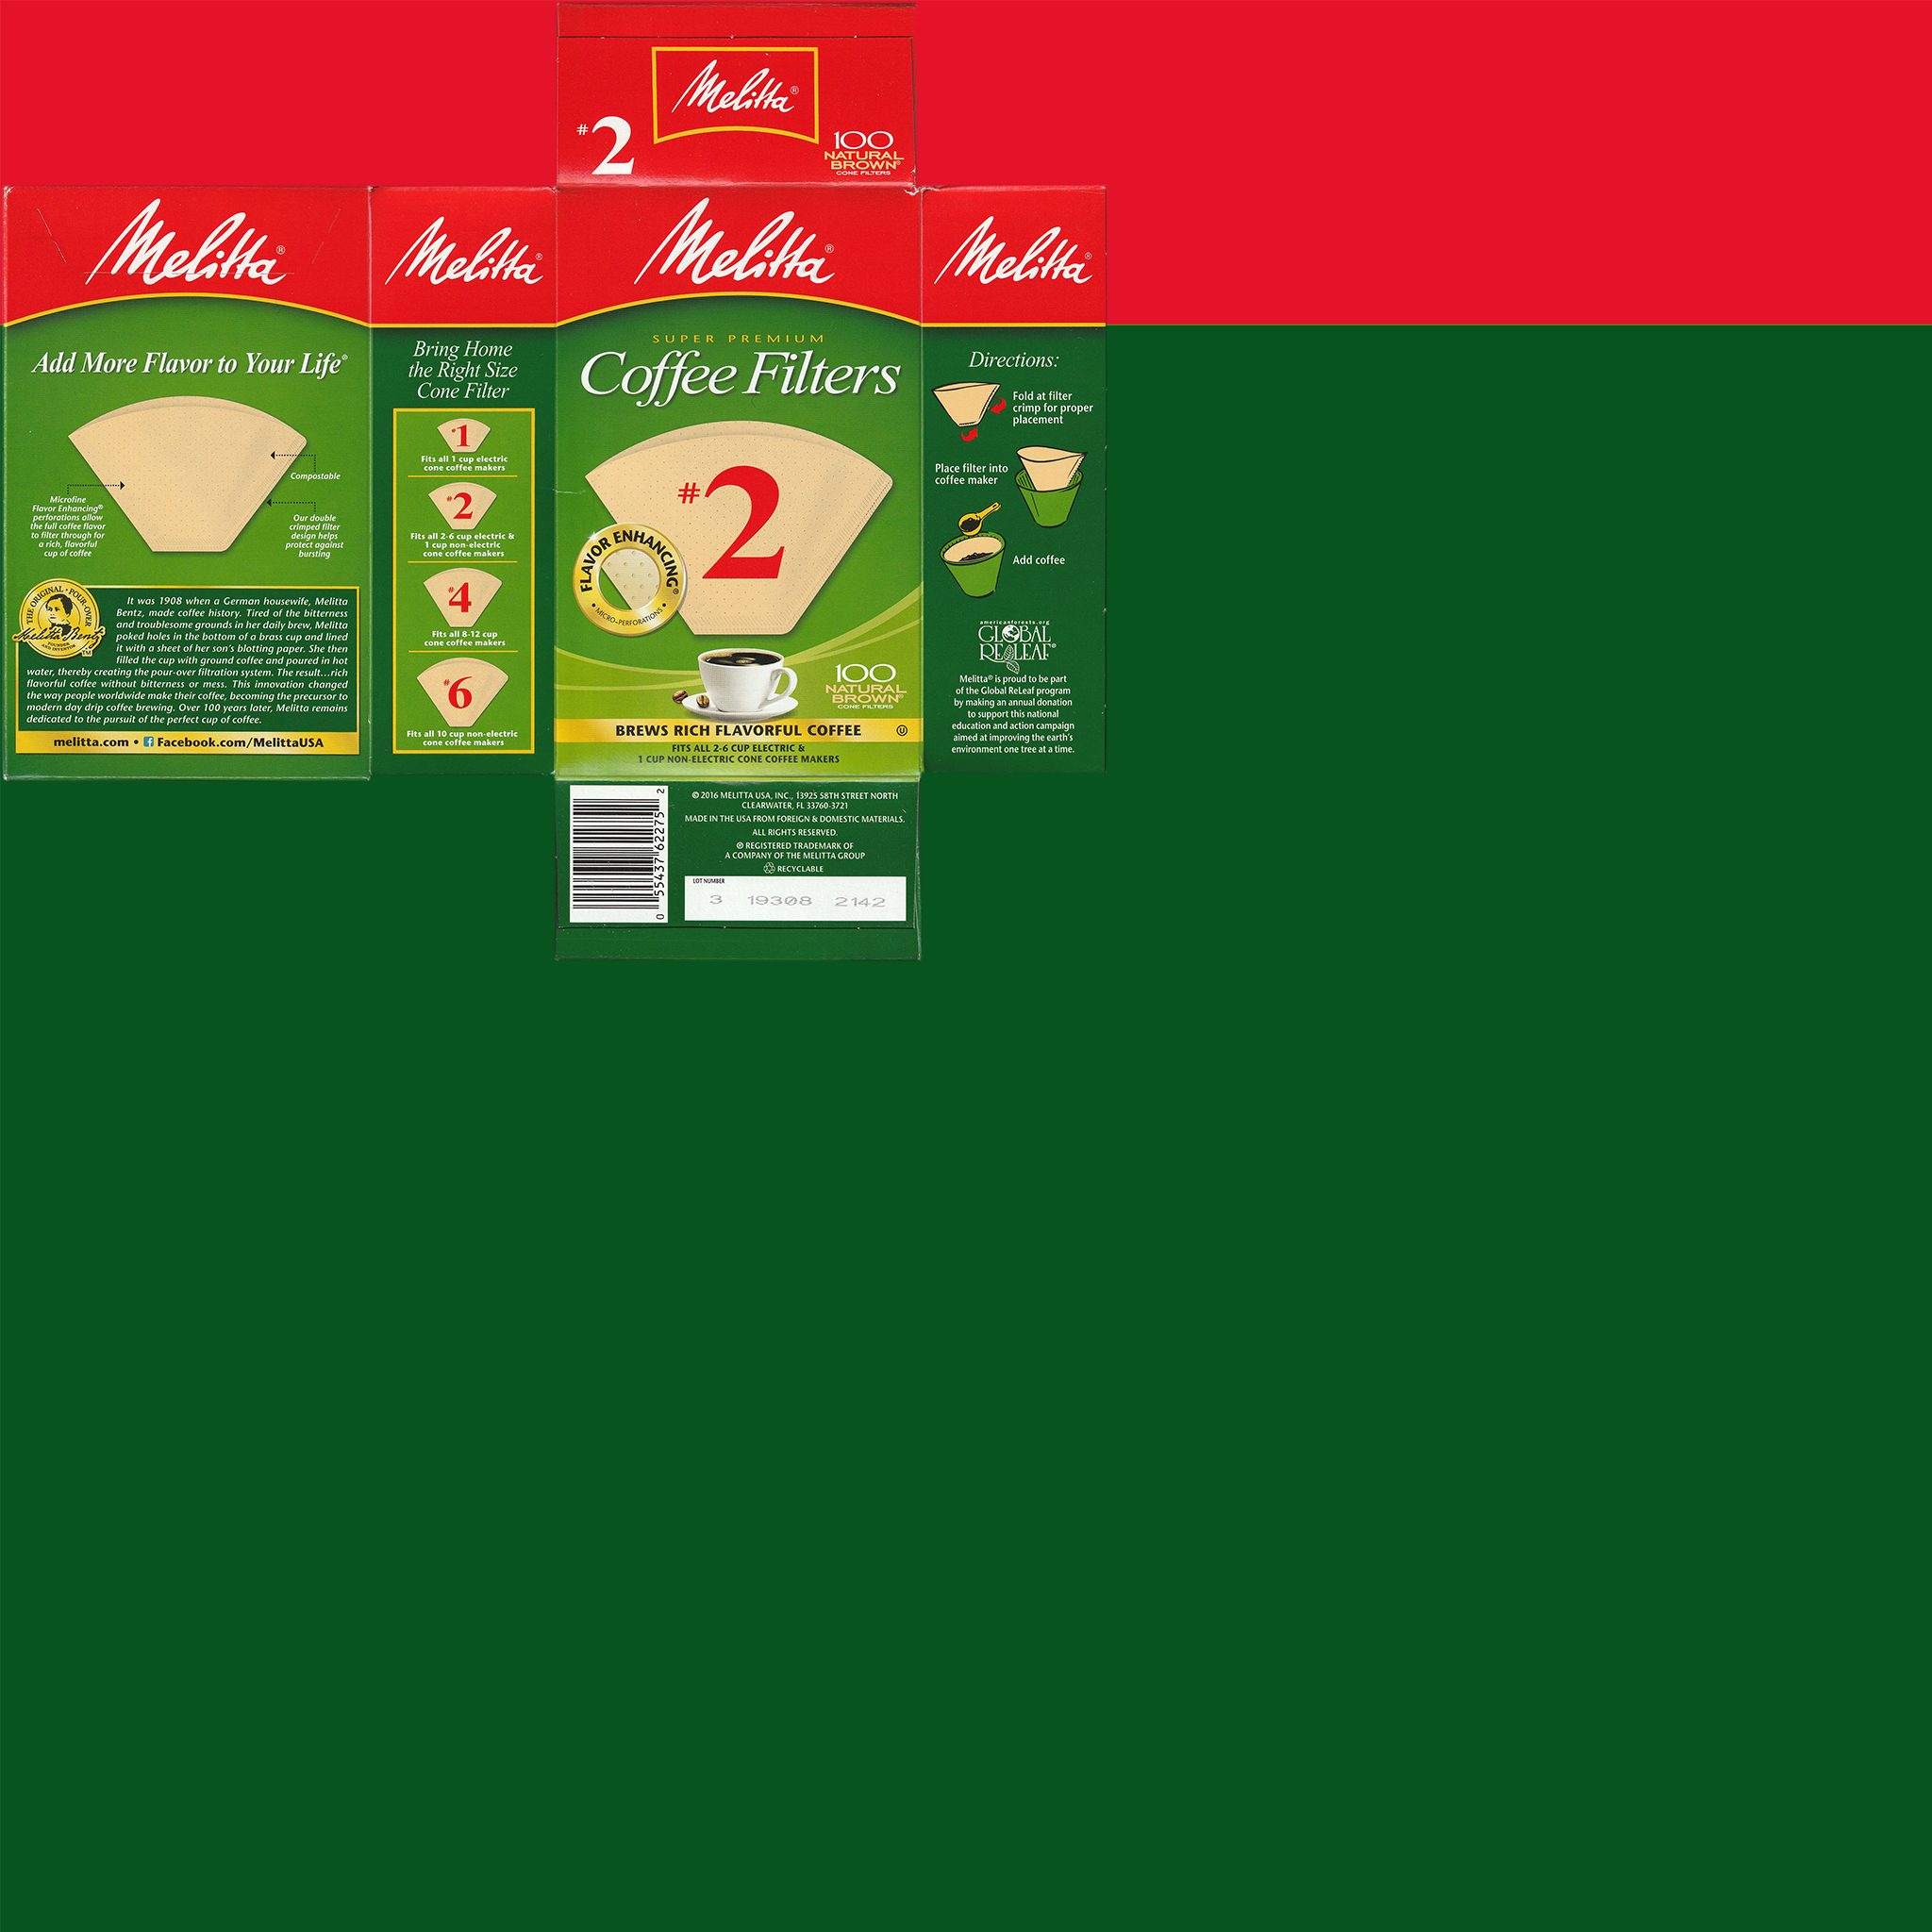 Melitta®
#2
100
NATURAL
BROWN®
CONE FILTERS
Melitta®
Add More Flavor to Your Life®
Compostable
Microfine
Flavor Enhancing®
perforations allow
the full coffee flavor
to filter through for
a rich, flavorful
cup of coffee
Our double
crimped filter
design helps
protect against
bursting
THE ORIGINAL • POUR-OVER
Melitta Bentz
FOUNDER
AND INVENTOR
TM
It was 1908 when a German housewife, Melitta
Bentz, made coffee history. Tired of the bitterness
and troublesome grounds in her daily brew, Melitta
poked holes in the bottom of a brass cup and lined
it with a sheet of her son's blotting paper. She then
filled the cup with ground coffee and poured in hot
water, thereby creating the pour-over filtration system. The result...rich
flavorful coffee without bitterness or mess. This innovation changed
the way people worldwide make their coffee, becoming the precursor to
modern day drip coffee brewing. Over 100 years later, Melitta remains
dedicated to the pursuit of the perfect cup of coffee.
melitta.com • f Facebook.com/MelittaUSA
Melitta®
Bring Home
the Right Size
Cone Filter
#1
Fits all 1 cup electric
cone coffee makers
#2
Fits all 2-6 cup electric &
1 cup non-electric
cone coffee makers
#4
Fits all 8-12 cup
cone coffee makers
#6
Fits all 10 cup non-electric
cone coffee makers
Melitta®
SUPER PREMIUM
Coffee Filters
#2
FLAVOR ENHANCING®
• MICRO-PERFORATIONS •
100
NATURAL
BROWN®
CONE FILTERS
BREWS RICH FLAVORFUL COFFEE
U
FITS ALL 2-6 CUP ELECTRIC &
1 CUP NON-ELECTRIC CONE COFFEE MAKERS
Melitta®
Directions:
Fold at filter
crimp for proper
placement
Place filter into
coffee maker
Add coffee
americanforests.org
GLOBAL
RELEAF®
Melitta® is proud to be part
of the Global ReLeaf program
by making an annual donation
to support this national
education and action campaign
aimed at improving the earth's
environment one tree at a time.
0 55437 62275 2
© 2016 MELITTA USA, INC., 13925 58TH STREET NORTH
CLEARWATER, FL 33760-3721
MADE IN THE USA FROM FOREIGN & DOMESTIC MATERIALS.
ALL RIGHTS RESERVED.
® REGISTERED TRADEMARK OF
A COMPANY OF THE MELITTA GROUP
RECYCLABLE
LOT NUMBER
3 19308 2142